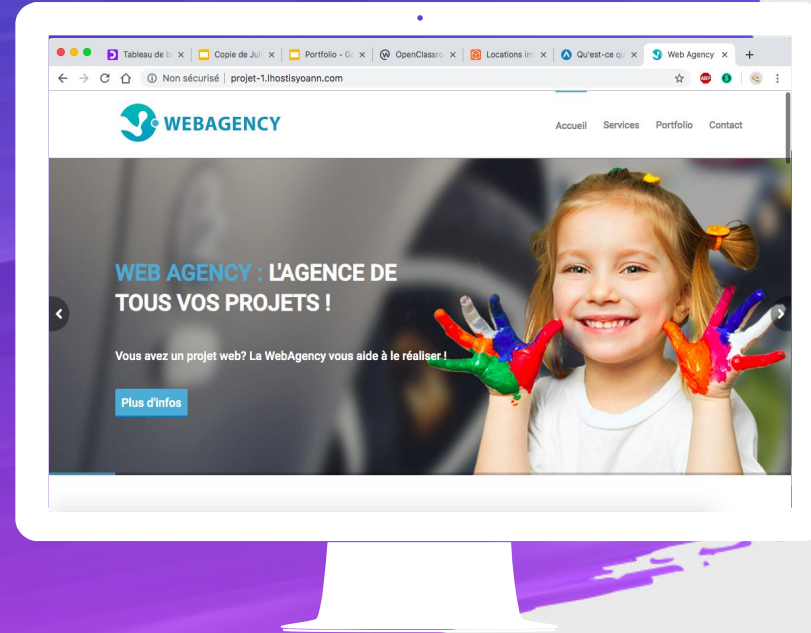 Tableau de b
Copie de Juli
Portfolio - Go
OpenClassro
Locations im
Qu'est-ce qu
Web Agency
Non sécurisé | projet-1.lhostisyoann.com
ABP
WEBAGENCY
Accueil Services Portfolio Contact
WEB AGENCY : L'AGENCE DE
TOUS VOS PROJETS !
Vous avez un projet web? La WebAgency vous aide à le réaliser !
Plus d'infos